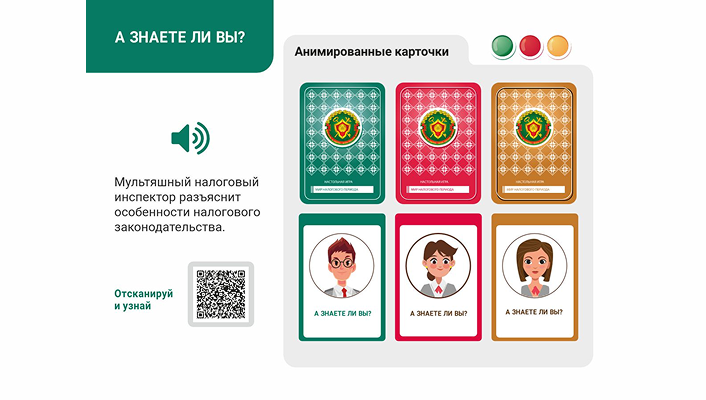 А ЗНАЕТЕ ЛИ ВЫ?
Анимированные карточки
Мультяшный налоговый
инспектор разъяснит
особенности налогового
законодательства.
Отсканируй
и узнай
НАСТОЛЬНАЯ ИГРА
МИР НАЛОГОВОГО ПЕРИОДА
НАСТОЛЬНАЯ ИГРА
МИР НАЛОГОВОГО ПЕРИОДА
НАСТОЛЬНАЯ ИГРА
МИР НАЛОГОВОГО ПЕРИОДА
А ЗНАЕТЕ ЛИ ВЫ?
А ЗНАЕТЕ ЛИ ВЫ?
А ЗНАЕТЕ ЛИ ВЫ?